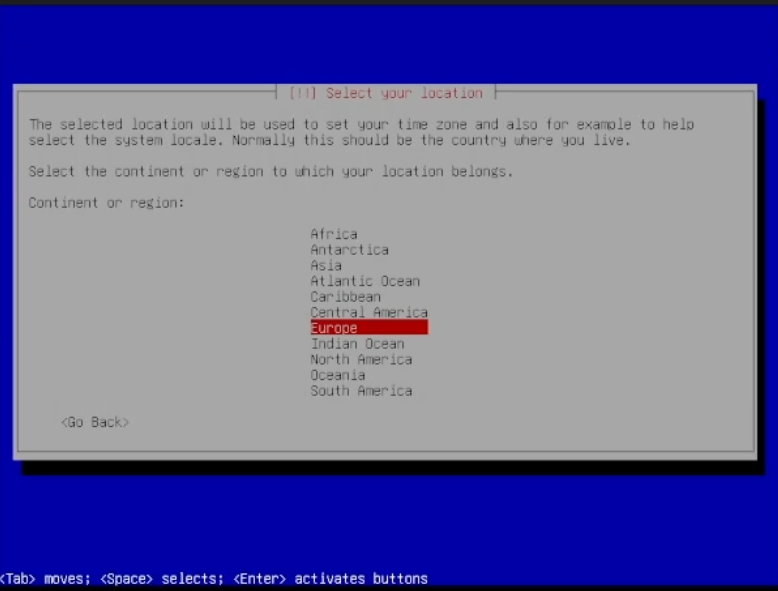 [!!] Select your location
The selected location will be used to set your time zone and also for example to help
select the system locale. Normally this should be the country where you live.
Select the continent or region to which your location belongs.
Continent or region:
Africa
Antarctica
Asia
Atlantic Ocean
Caribbean
Central America
Europe
Indian Ocean
North America
Oceania
South America
<Go Back>
<Tab> moves; <Space> selects; <Enter> activates buttons